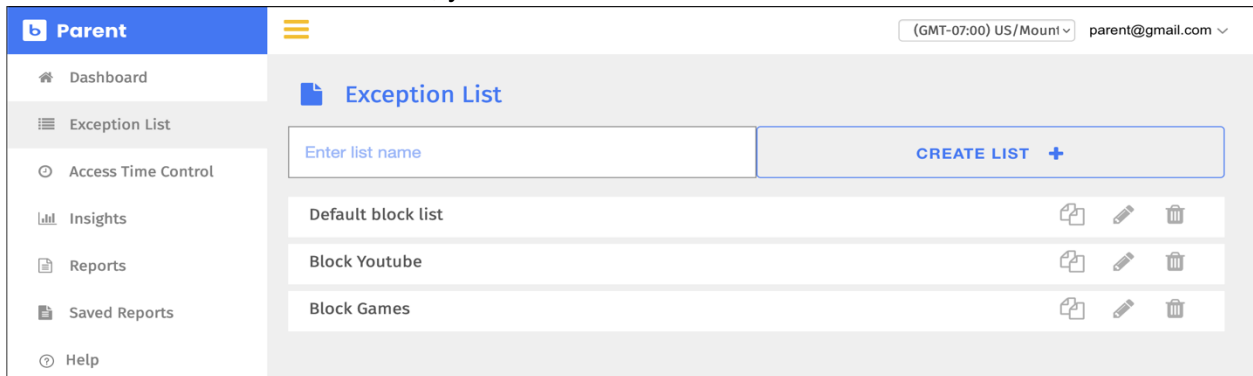 b Parent
(GMT-07:00) US/Mount
parent@gmail.com
Dashboard
Exception List
Access Time Control
Insights
Reports
Saved Reports
Help
Exception List
Enter list name
CREATE LIST +
Default block list
Block Youtube
Block Games